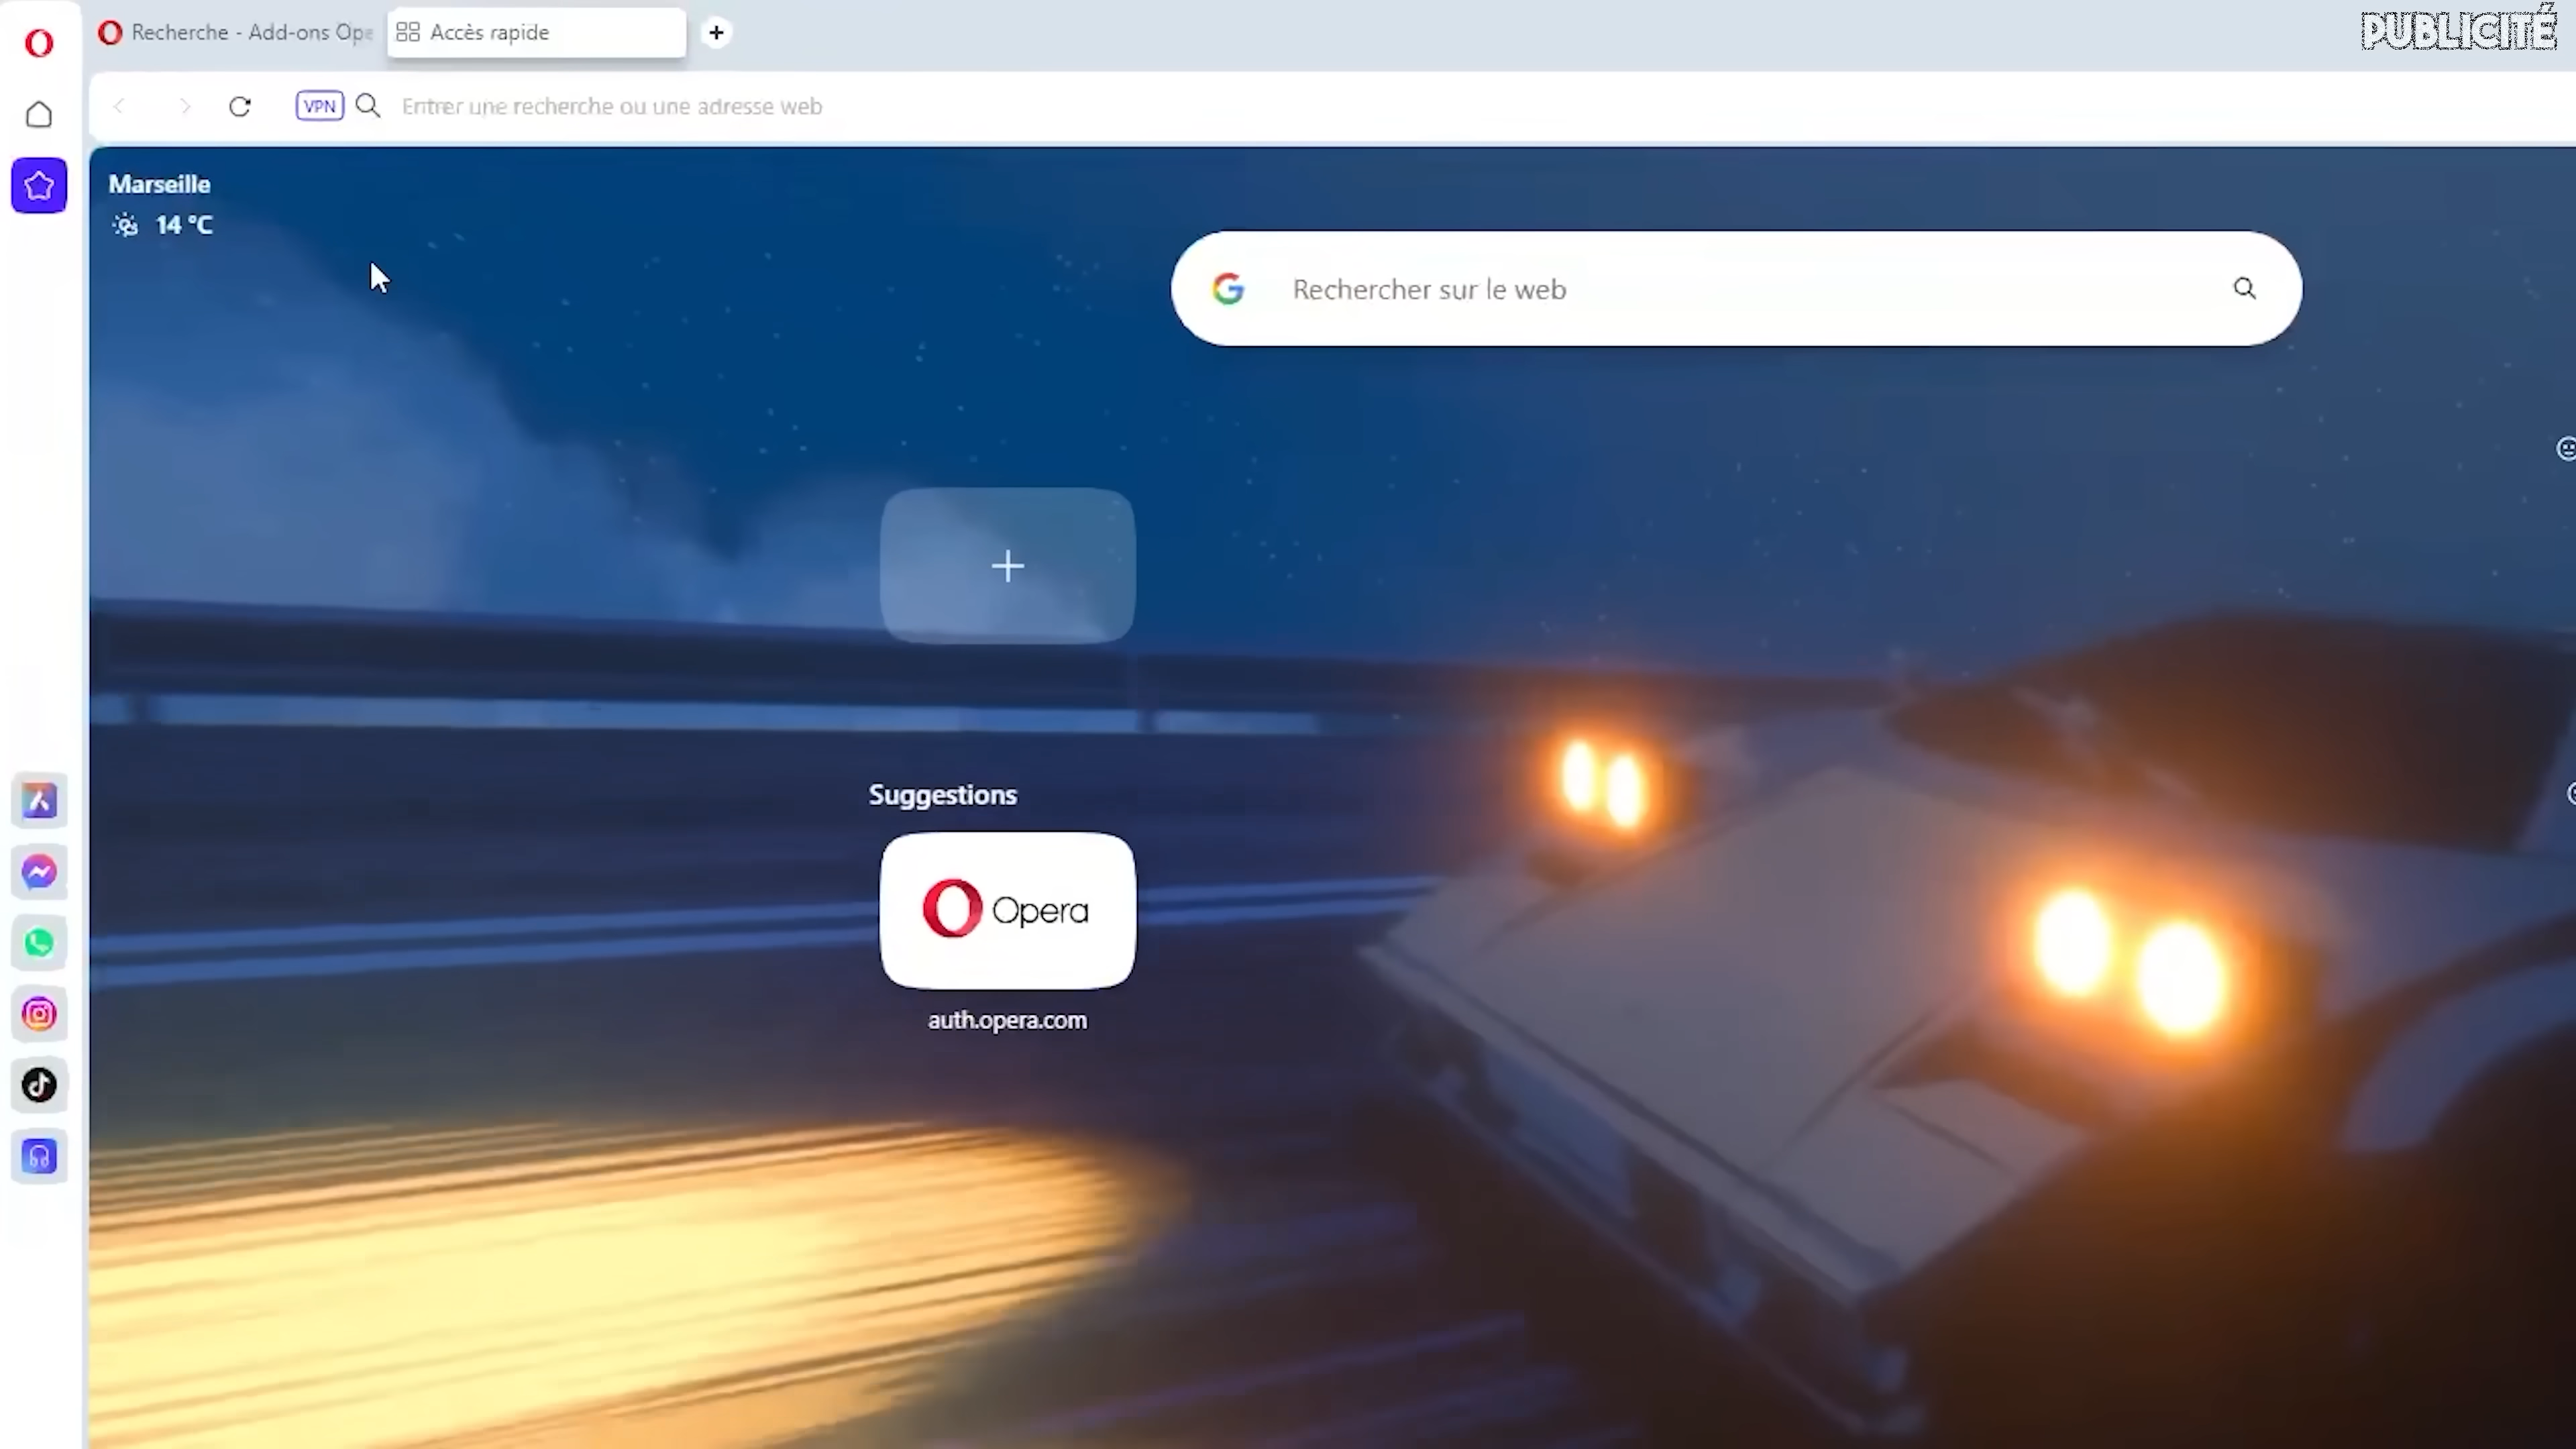 Recherche - Add-ons Ope
Accès rapide
PUBLICITÉ
VPN
Entrer une recherche ou une adresse web
Marseille
14 °C
Rechercher sur le web
Suggestions
Opera
auth.opera.com